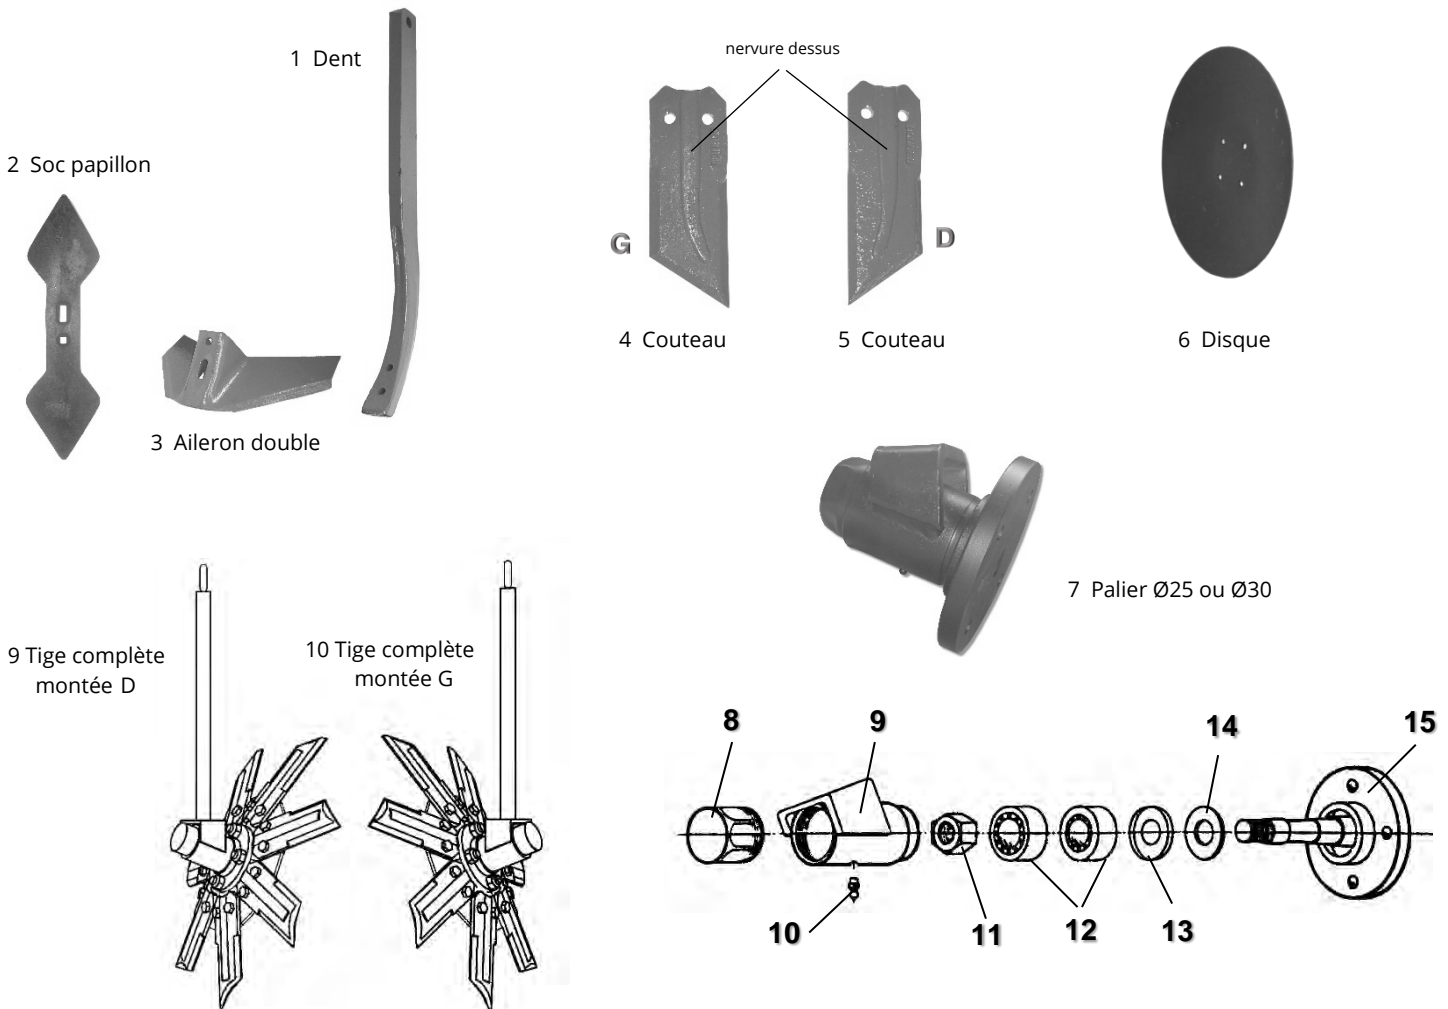 1 Dent
nervure dessus
2 Soc papillon
G
D
4 Couteau
5 Couteau
6 Disque
3 Aileron double
7 Palier Ø25 ou Ø30
9 Tige complète
montée D
10 Tige complète
montée G
8
9
14
15
10
11
12
13